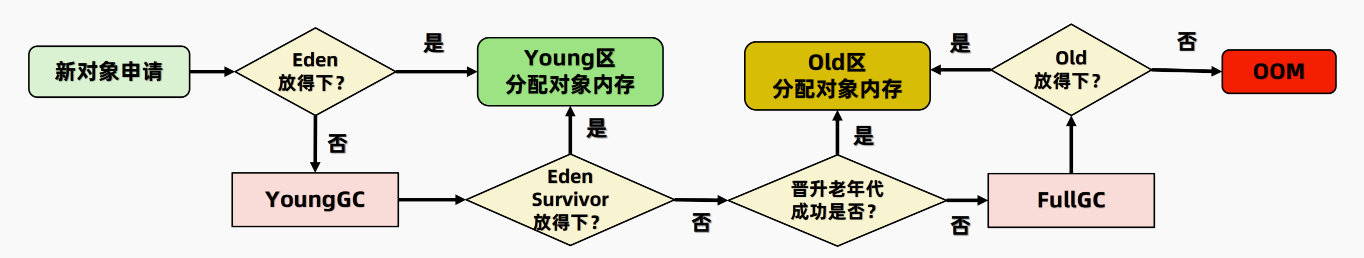 新对象申请
Eden
放得下？
是
Young区
分配对象内存
否
YoungGC
是
Eden
Survivor
放得下？
否
Old区
分配对象内存
是
晋升老年代
成功是否？
否
FullGC
是
Old
放得下？
否
OOM